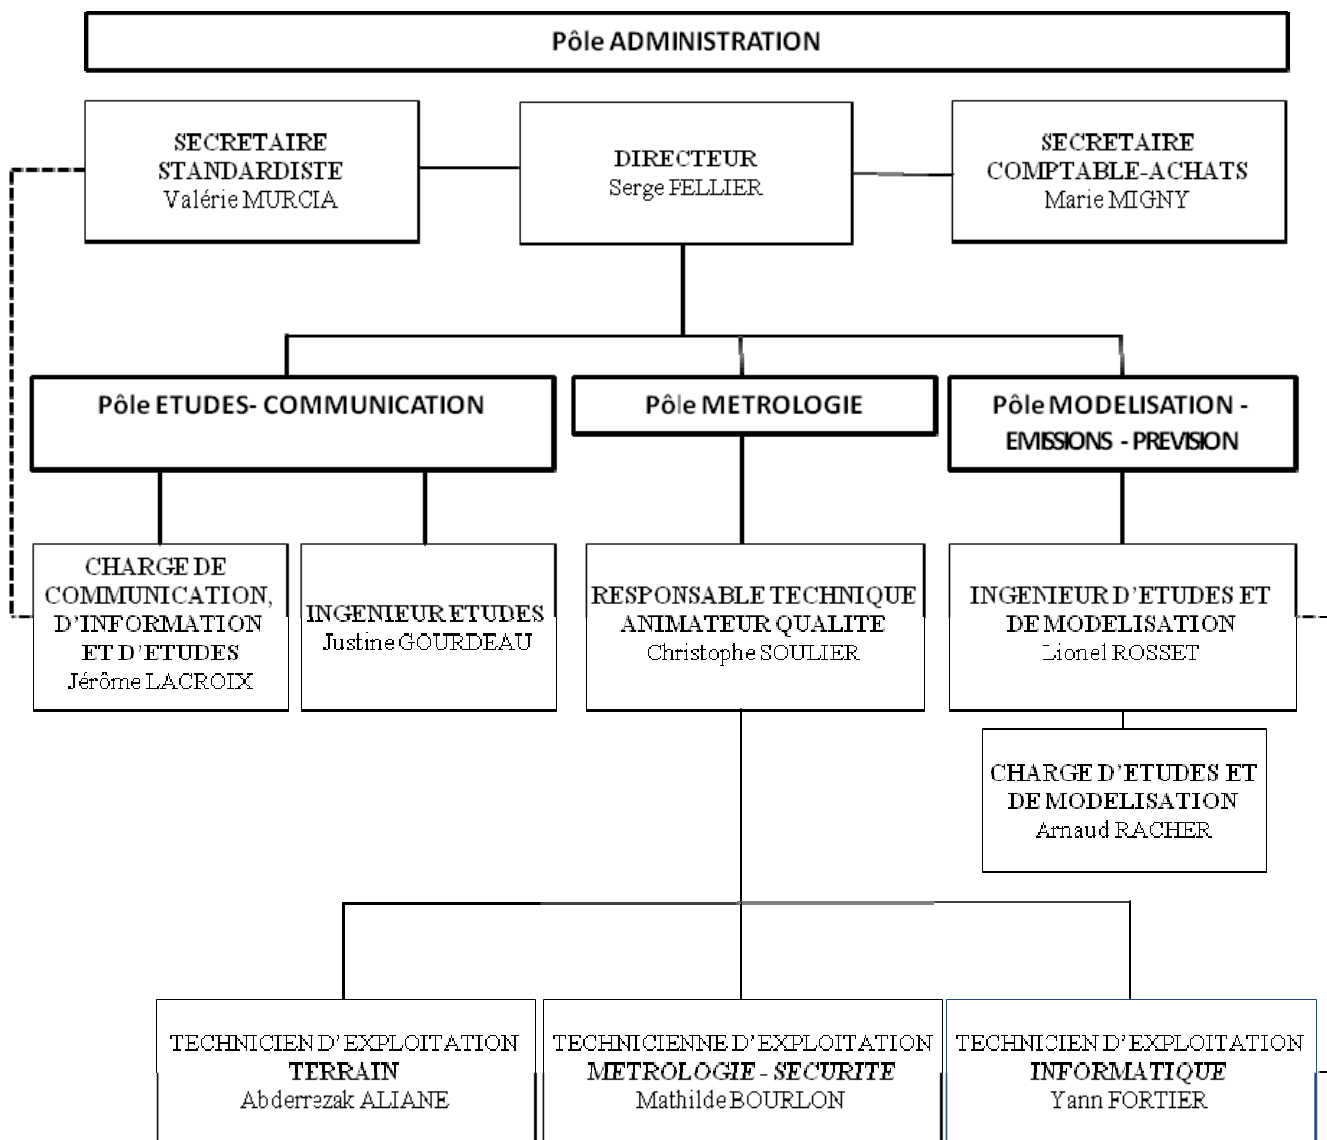 Pôle ADMINISTRATION
SECRETAIRE
STANDARDISTE
Valérie MURCIA
DIRECTEUR
Serge PELLIER
SECRETAIRE
COMPTABLE-ACHATS
Marie MIGNY
Pôle ETUDES- COMMUNICATION
Pôle METROLOGIE
Pôle MODELISATION -
EMISSIONS - PREVISION
CHARGE DE
COMMUNICATION,
D'INFORMATION
ET D'ETUDES
Jérôme LACROIX
INGENIEUR ETUDES
Justine GOURDEAU
RESPONSABLE TECHNIQUE
ANIMATEUR QUALITE
Christophe SOULIER
INGENIEUR D'ETUDES ET
DE MODELISATION
Lionel ROSSET
CHARGE D'ETUDES ET
DE MODELISATION
Arnaud RACHER
TECHNICIEN D'EXPLOITATION
TERRAIN
Abderrezak ALIANE
TECHNICIENNE D'EXPLOITATION
METROLOGIE - SECURITE
Mathilde BOURLON
TECHNICIEN D'EXPLOITATION
INFORMATIQUE
Yann FORTIER